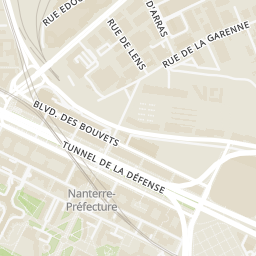 RUE EDOU
RUE DE LENS
D'ARRAS
RUE DE LA GARENNE
BLVD. DES BOUVETS
TUNNEL DE LA DÉFENSE
Nanterre-
Préfecture